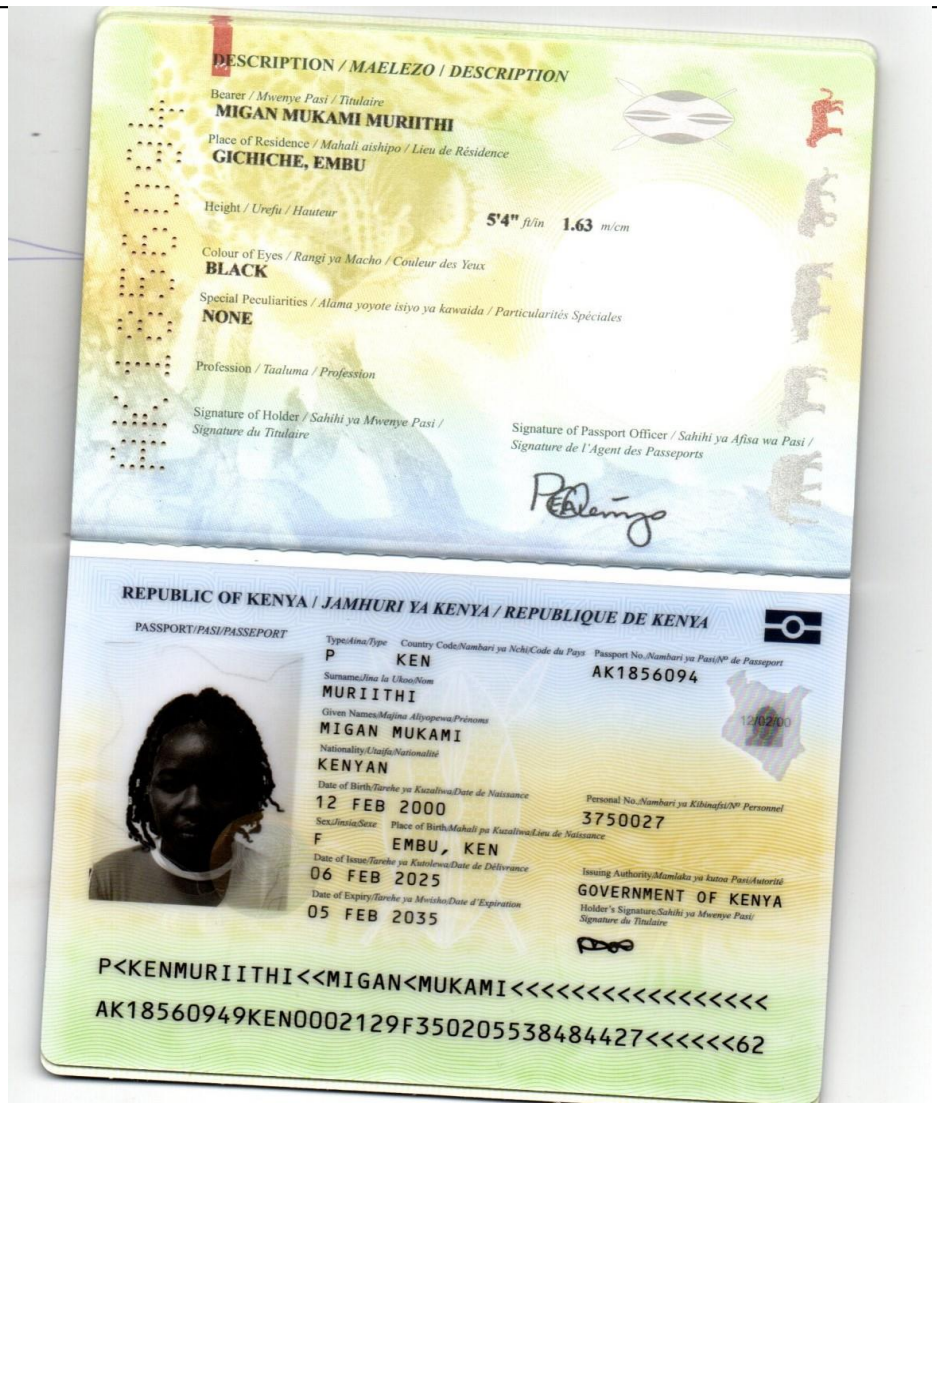 DESCRIPTION / MAELEZO / DESCRIPTION
Bearer / Mwenye Pasi / Titulaire
MIGAN MUKAMI MURIITHI
Place of Residence / Mahali aishipo / Lieu de Résidence
GICHICHE, EMBU
Height / Urefu / Hauteur
5'4" ft/in 1.63 m/cm
Colour of Eyes / Rangi ya Macho / Couleur des Yeux
BLACK
Special Peculiarities / Alama yoyote isiyo ya kawaida / Particularités Spéciales
NONE
Profession / Taaluma / Profession
Signature of Holder / Sahihi ya Mwenye Pasi /
Signature du Titulaire
Signature of Passport Officer / Sahihi ya Afisa wa Pasi /
Signature de l'Agent des Passeports
REPUBLIC OF KENYA / JAMHURI YA KENYA / REPUBLIQUE DE KENYA
PASSPORT/PASI/PASSEPORT
Type/Aina/Type Country Code/Nambari ya Nchi/Code du Pays Passport No./Nambari ya Pasi/Nº de Passeport
P KEN AK1856094
Surname/Jina la Ukoo/Nom
MURIITHI
Given Names/Majina Aliyopewa/Prénoms
MIGAN MUKAMI
12/02/00
Nationality/Utaifa/Nationalité
KENYAN
Date of Birth/Tarehe ya Kuzaliwa/Date de Naissance
12 FEB 2000
Personal No./Nambari ya Kibinafsi/Nº Personnel
3750027
Sex/Jinsia/Sexe Place of Birth/Mahali pa Kuzaliwa/Lieu de Naissance
F EMBU, KEN
Date of Issue/Tarehe ya Kutolewa/Date de Délivrance
06 FEB 2025
Issuing Authority/Mamlaka ya kutoa Pasi/Autorité
GOVERNMENT OF KENYA
Date of Expiry/Tarehe ya Mwisho/Date d'Expiration
05 FEB 2035
Holder's Signature/Sahihi ya Mwenye Pasi/
Signature du Titulaire
P<KENMURIITHI<<MIGAN<MUKAMI<<<<<<<<<<<<<<<<<
AK18560949KEN0002129F350205538484427<<<<<<62